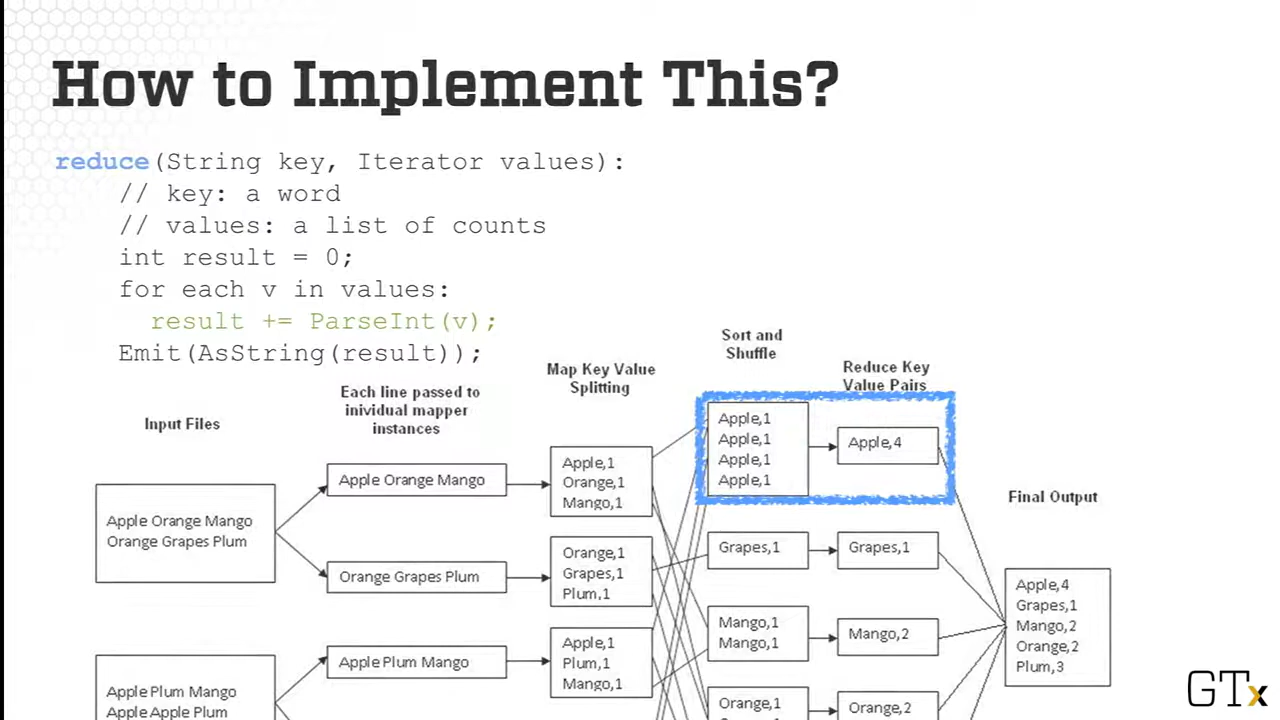 How to Implement This?
reduce(String key, Iterator values):
// key: a word
// values: a list of counts
int result = 0;
for each v in values:
result += ParseInt(v);
Emit(AsString(result));
Input Files
Each line passed to
inividual mapper
instances
Map Key Value
Splitting
Sort and
Shuffle
Reduce Key
Value Pairs
Final Output
Apple Orange Mango
Orange Grapes Plum
Apple Plum Mango
Apple Apple Plum
Apple Orange Mango
Orange Grapes Plum
Apple Plum Mango
Apple,1
Orange,1
Mango,1
Orange,1
Grapes,1
Plum,1
Apple,1
Plum,1
Mango,1
Apple,1
Apple,1
Apple,1
Apple,1
Grapes,1
Mango,1
Mango,1
Orange,1
Apple,4
Grapes,1
Mango,2
Orange,2
Apple,4
Grapes,1
Mango,2
Orange,2
Plum,3
GTx